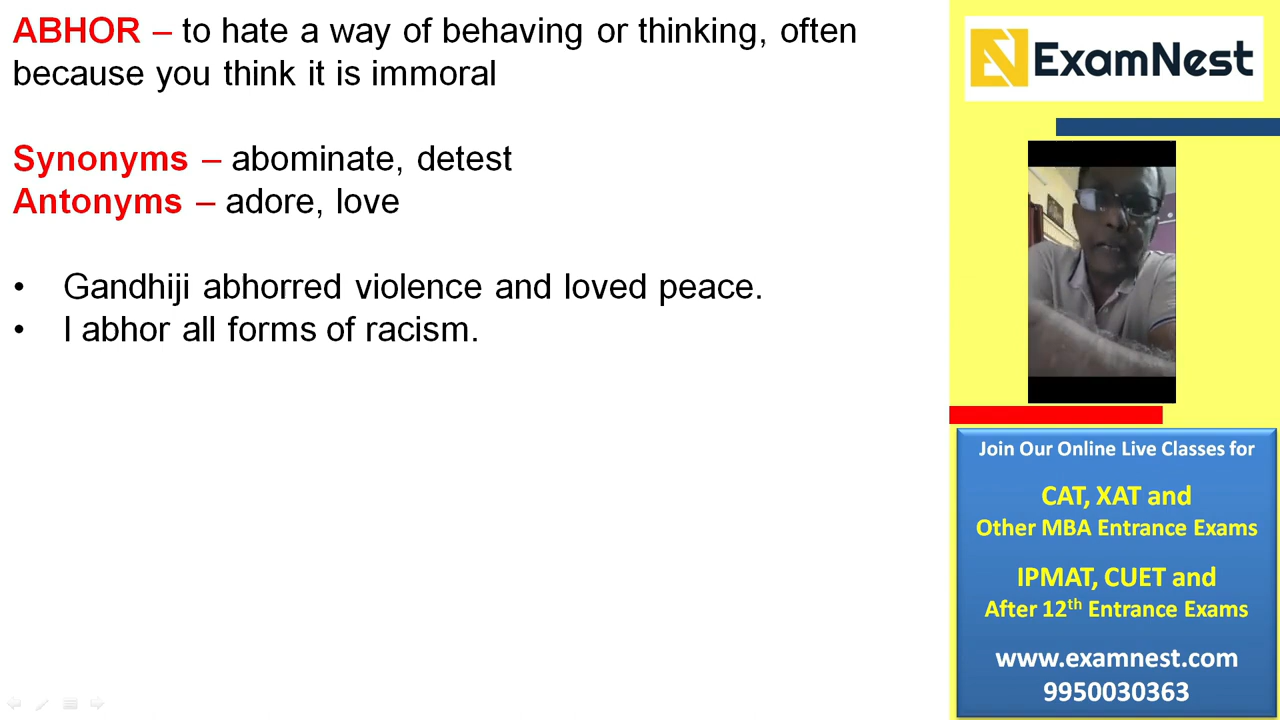 ABHOR – to hate a way of behaving or thinking, often
because you think it is immoral
Synonyms – abominate, detest
Antonyms – adore, love
• Gandhiji abhorred violence and loved peace.
• I abhor all forms of racism.
ExamNest
Join Our Online Live Classes for
CAT, XAT and
Other MBA Entrance Exams
IPMAT, CUET and
After 12th Entrance Exams
www.examnest.com
9950030363